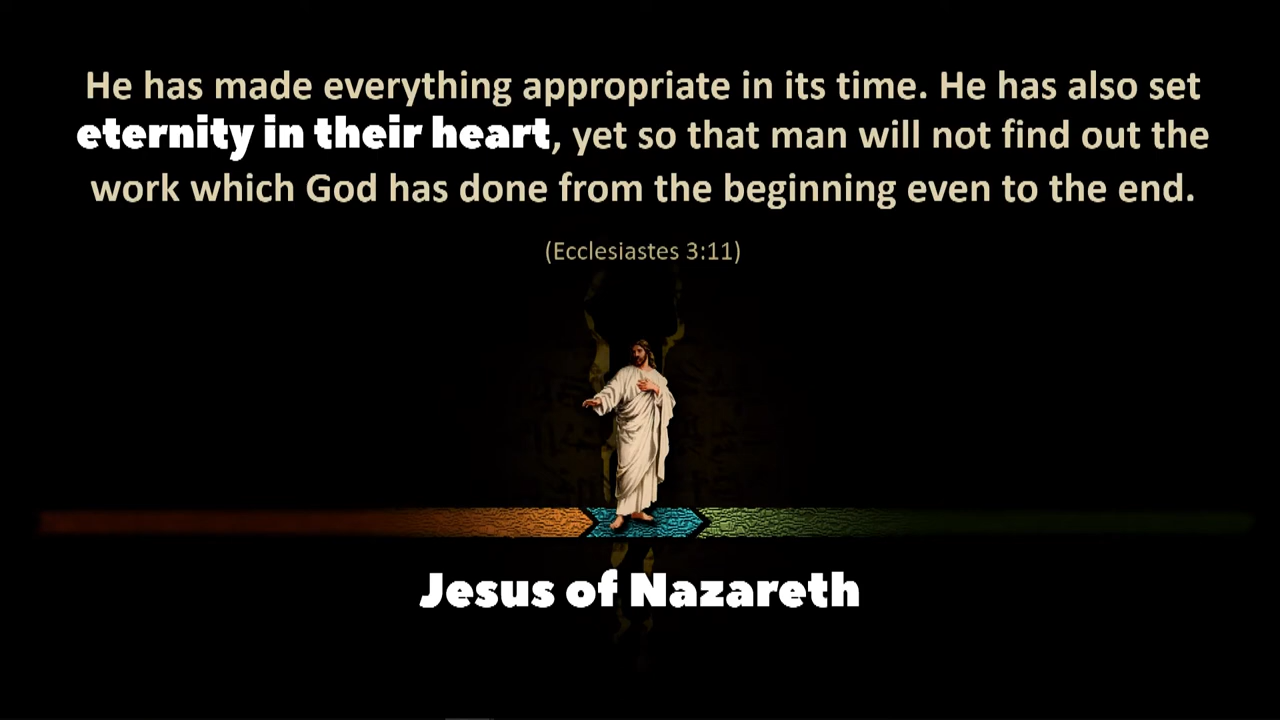 He has made everything appropriate in its time. He has also set
eternity in their heart, yet so that man will not find out the
work which God has done from the beginning even to the end.
(Ecclesiastes 3:11)
Jesus of Nazareth